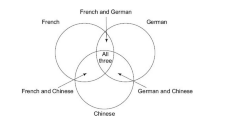 French and German
French
German
All
three
French and Chinese
German and Chinese
Chinese